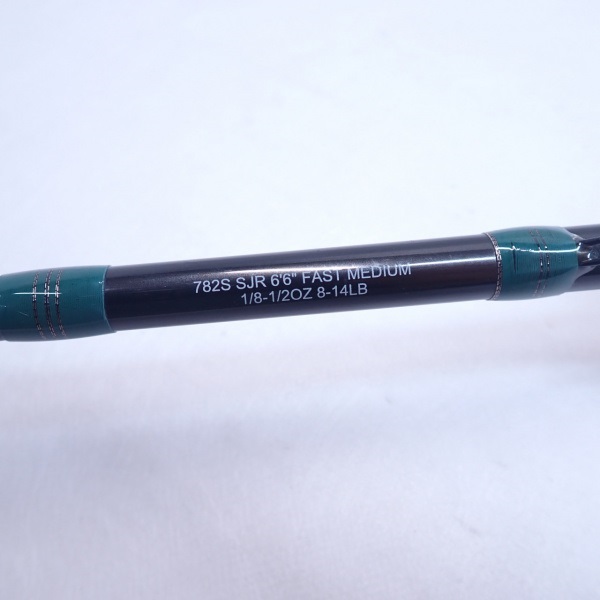 782S SJR 6'6" FAST MEDIUM
1/8-1/2OZ 8-14LB